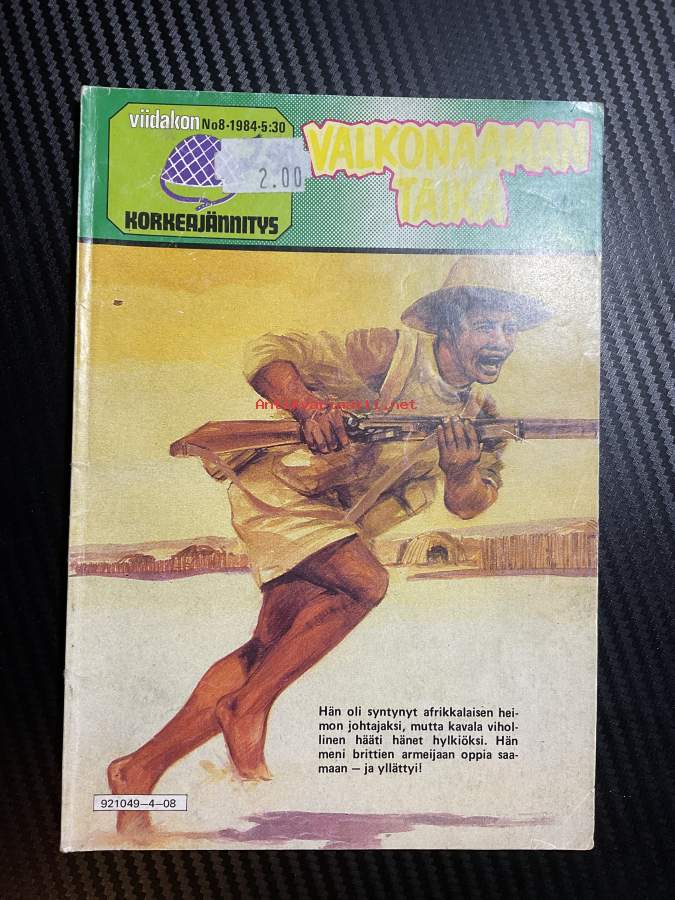 viidakon No8-1984-5:30
2.00
KORKEAJÄNNITYS
VALKONAAMAN
TAIKA
Antikvariaatti.net
Hän oli syntynyt afrikkalaisen hei-
mon johtajaksi, mutta kavala vihol-
linen hääti hänet hylkiöksi. Hän
meni brittien armeijaan oppia saa-
maan — ja yllättyi!
921049—4—08